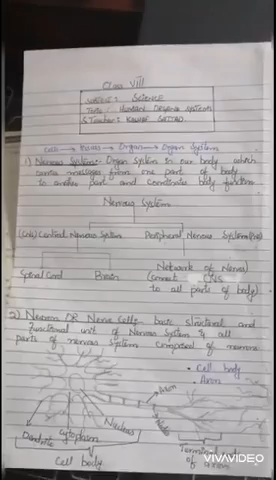 Class VIII
Subject: Science
Topic: Human Organ System
Cells → Tissues → Organ → Organ System
1) Nervous System:- Organ System in our body which
carries messages from one part of body
to another part and coordinate body function
Nervous System
(CNS) Central Nervous System
Peripheral Nervous System (PNS)
Spinal Cord
Brain
Network of Nerves
(Connect CNS
to all parts of body)
2) Neuron OR Nerve Cell:- basic structural and
functional unit of Nervous System & all
parts of nervous system composed of neurons
• Cell body
• Axon
Axon
Nucleus
Cytoplasm
Dendrite
Cell body
of axon
VIVAVIDEO